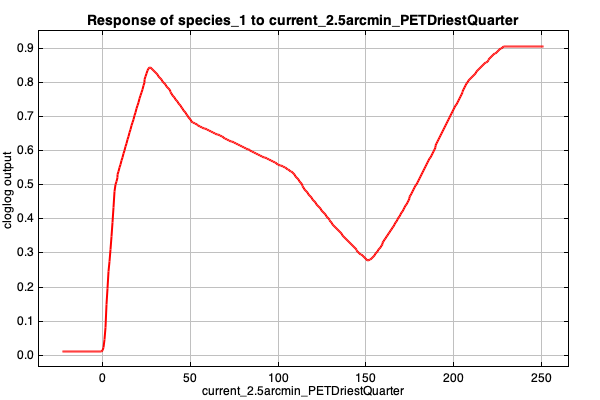 Response of species_1 to current_2.5arcmin_PETDriestQuarter
0.9
0.8
0.7
0.6
0.5
0.4
0.3
0.2
0.1
0.0
cloglog output
0 50 100 150 200 250
current_2.5arcmin_PETDriestQuarter